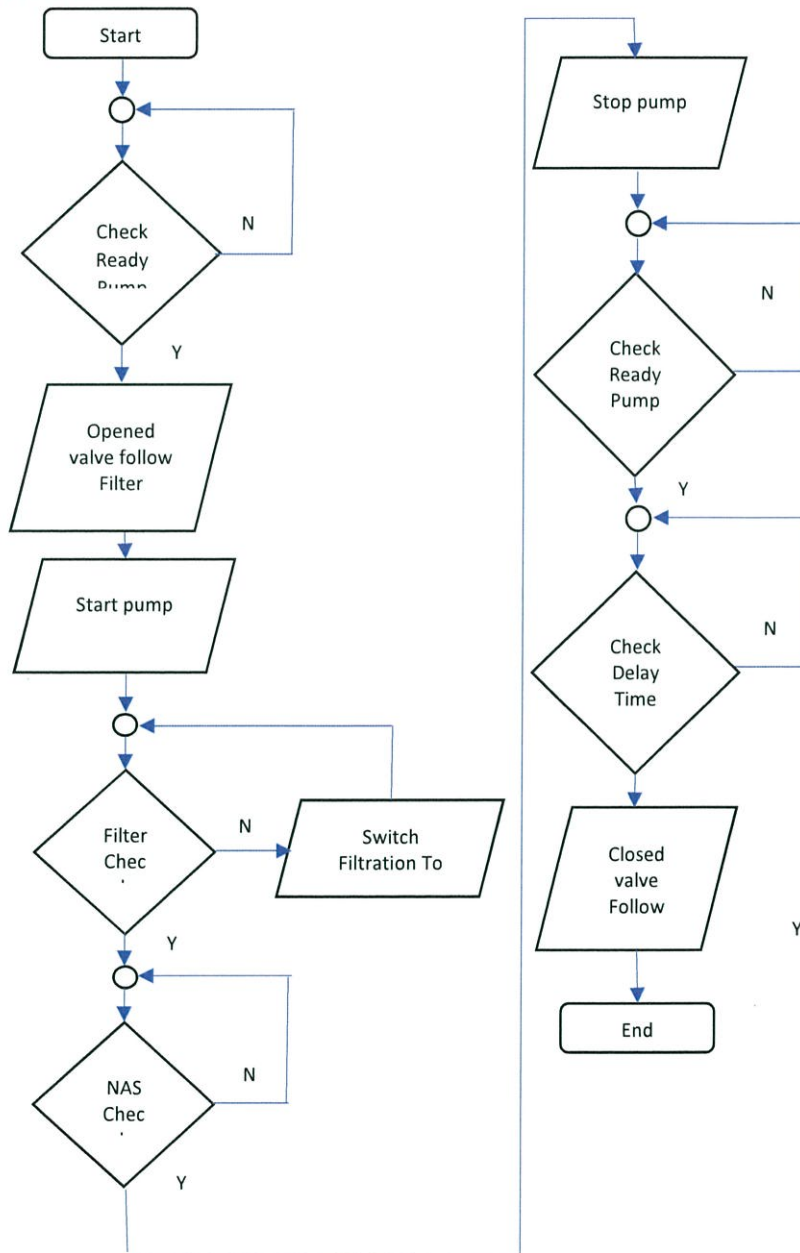 Start
N
Check
Ready
Pump
Y
Opened
valve follow
Filter
Start pump
Filter
Chec
N
Switch
Filtration To
Y
NAS
Chec
N
Y
Stop pump
N
Check
Ready
Pump
Y
N
Check
Delay
Time
Closed
valve
Follow
Y
End